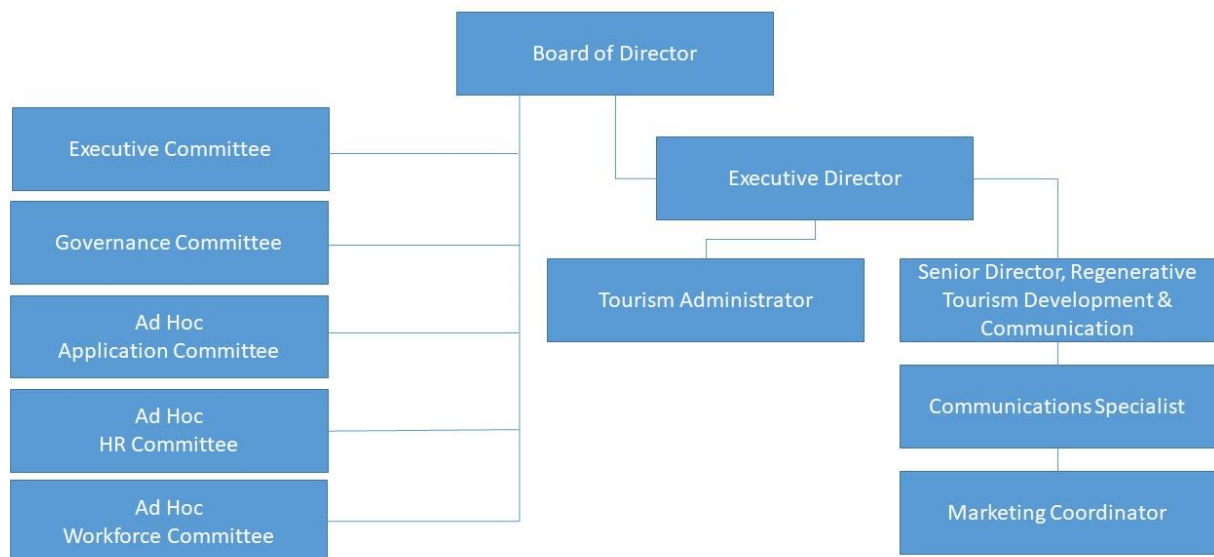 Board of Director
Executive Committee
Executive Director
Governance Committee
Tourism Administrator
Senior Director, Regenerative
Tourism Development &
Communication
Ad Hoc
Application Committee
Communications Specialist
Ad Hoc
HR Committee
Marketing Coordinator
Ad Hoc
Workforce Committee